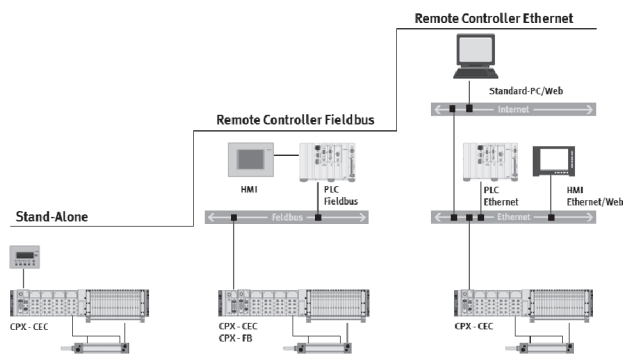 Remote Controller Ethernet
Standard-PC/Web
Internet
Remote Controller Fieldbus
HMI
PLC
Fieldbus
PLC
Ethernet
HMI
Ethernet/Web
Stand-Alone
Feldbus
Ethernet
CPX - CEC
CPX - CEC
CPX - FB
CPX - CEC